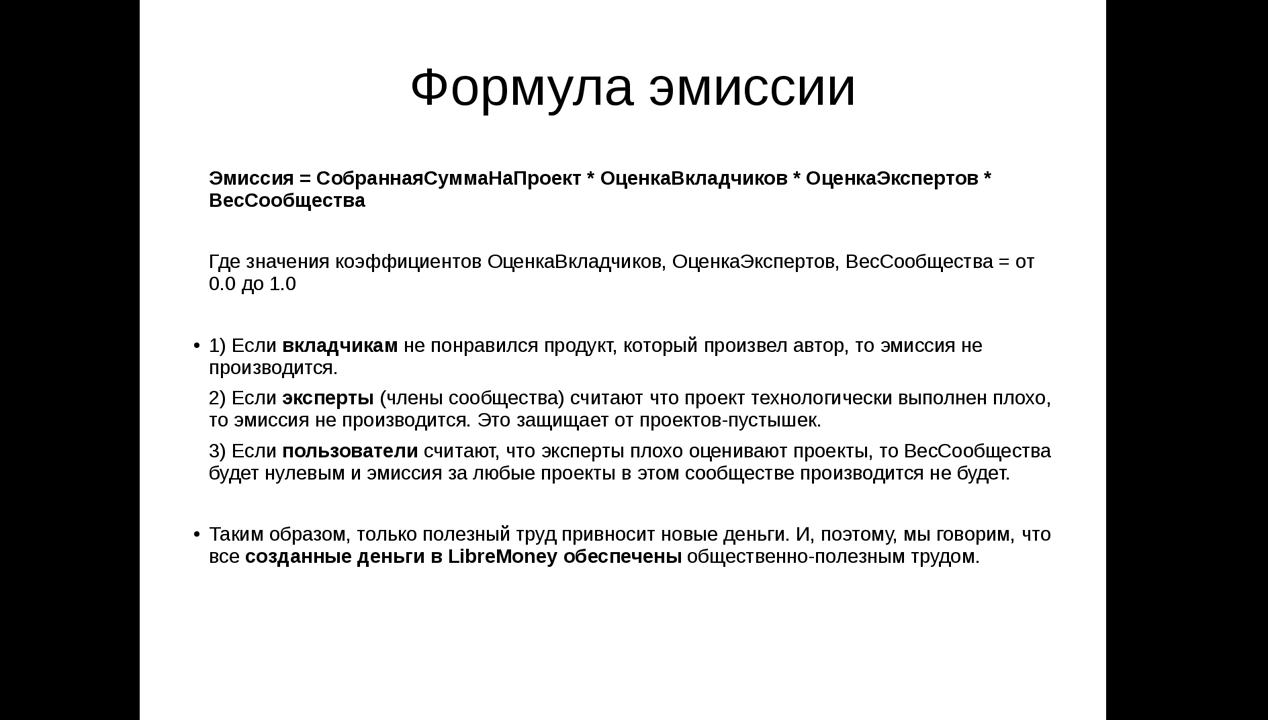 Формула эмиссии
Эмиссия = СобраннаяСуммаНаПроект * ОценкаВкладчиков * ОценкаЭкспертов *
ВесСообщества
Где значения коэффициентов ОценкаВкладчиков, ОценкаЭкспертов, ВесСообщества = от
0.0 до 1.0
• 1) Если вкладчикам не понравился продукт, который произвел автор, то эмиссия не
производится.
2) Если эксперты (члены сообщества) считают что проект технологически выполнен плохо,
то эмиссия не производится. Это защищает от проектов-пустышек.
3) Если пользователи считают, что эксперты плохо оценивают проекты, то ВесСообщества
будет нулевым и эмиссия за любые проекты в этом сообществе производится не будет.
• Таким образом, только полезный труд привносит новые деньги. И, поэтому, мы говорим, что
все созданные деньги в LibreMoney обеспечены общественно-полезным трудом.